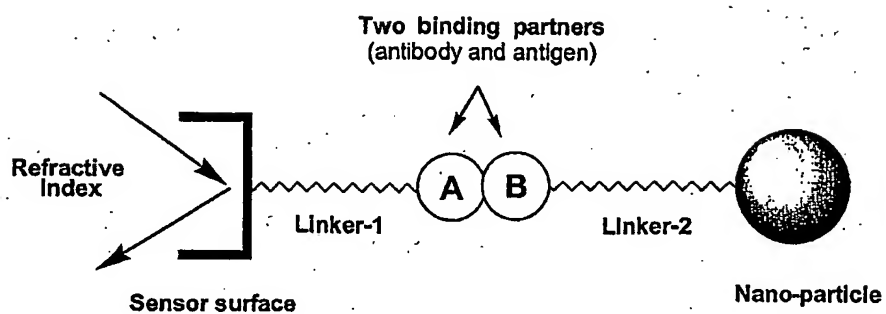 Two binding partners
(antibody and antigen)
Refractive
Index
A B
Linker-1
Linker-2
Sensor surface
Nano-particle